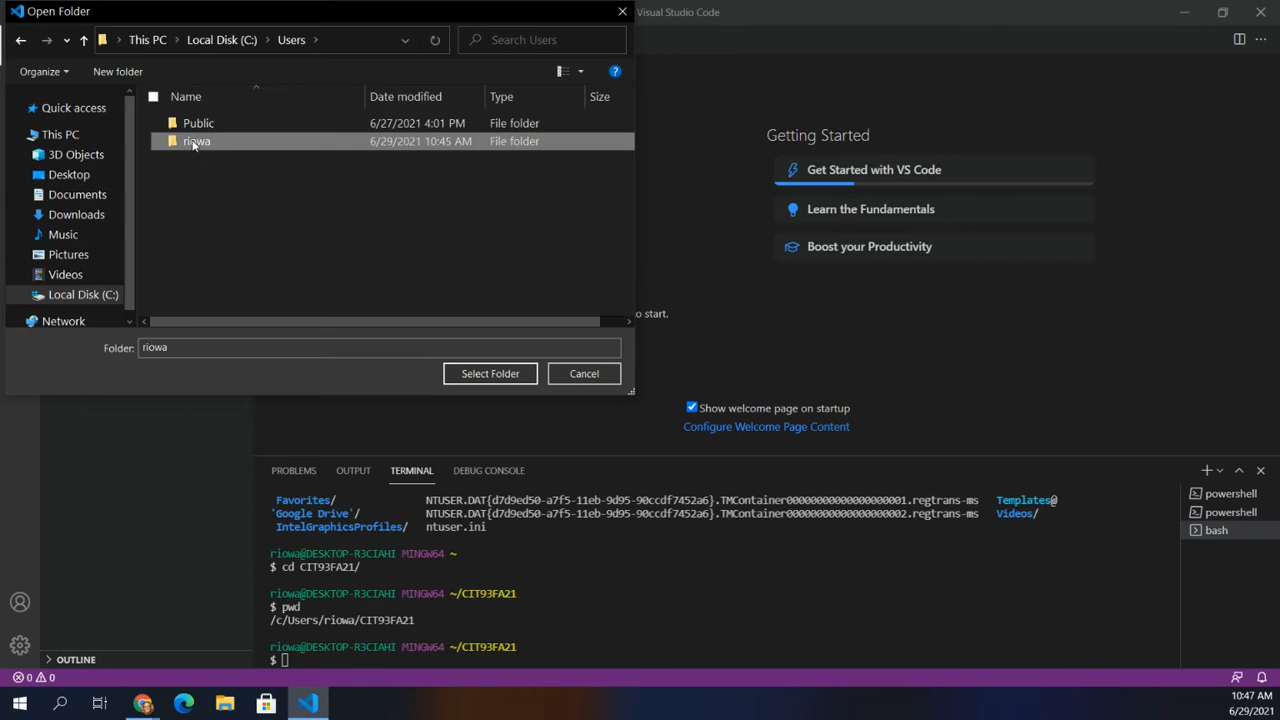 Open Folder
Visual Studio Code
This PC
Local Disk (C:)
Users
Search Users
Organize
New folder
Name
Date modified
Type
Size
Quick access
Public
6/27/2021 4:01 PM
File folder
riowa
6/29/2021 10:45 AM
File folder
This PC
3D Objects
Desktop
Documents
Downloads
Music
Pictures
Videos
Local Disk (C:)
Network
Folder:
riowa
Select Folder
Cancel
Getting Started
Get Started with VS Code
Learn the Fundamentals
Boost your Productivity
o start.
Show welcome page on startup
Configure Welcome Page Content
PROBLEMS
OUTPUT
TERMINAL
DEBUG CONSOLE
Favorites/ NTUSER.DAT{d7d9ed50-a7f5-11eb-9d95-90ccdf7452a6}.TMContainer00000000000000000001.regtrans-ms Templates@
'Google Drive'/ NTUSER.DAT{d7d9ed50-a7f5-11eb-9d95-90ccdf7452a6}.TMContainer00000000000000000002.regtrans-ms Videos/
IntelGraphicsProfiles/ ntuser.ini
riowa@DESKTOP-R3CIAHI MINGW64 ~
$ cd CIT93FA21/
riowa@DESKTOP-R3CIAHI MINGW64 ~/CIT93FA21
$ pwd
/c/Users/riowa/CIT93FA21
riowa@DESKTOP-R3CIAHI MINGW64 ~/CIT93FA21
$
powershell
powershell
bash
OUTLINE
0
0
10:47 AM
6/29/2021